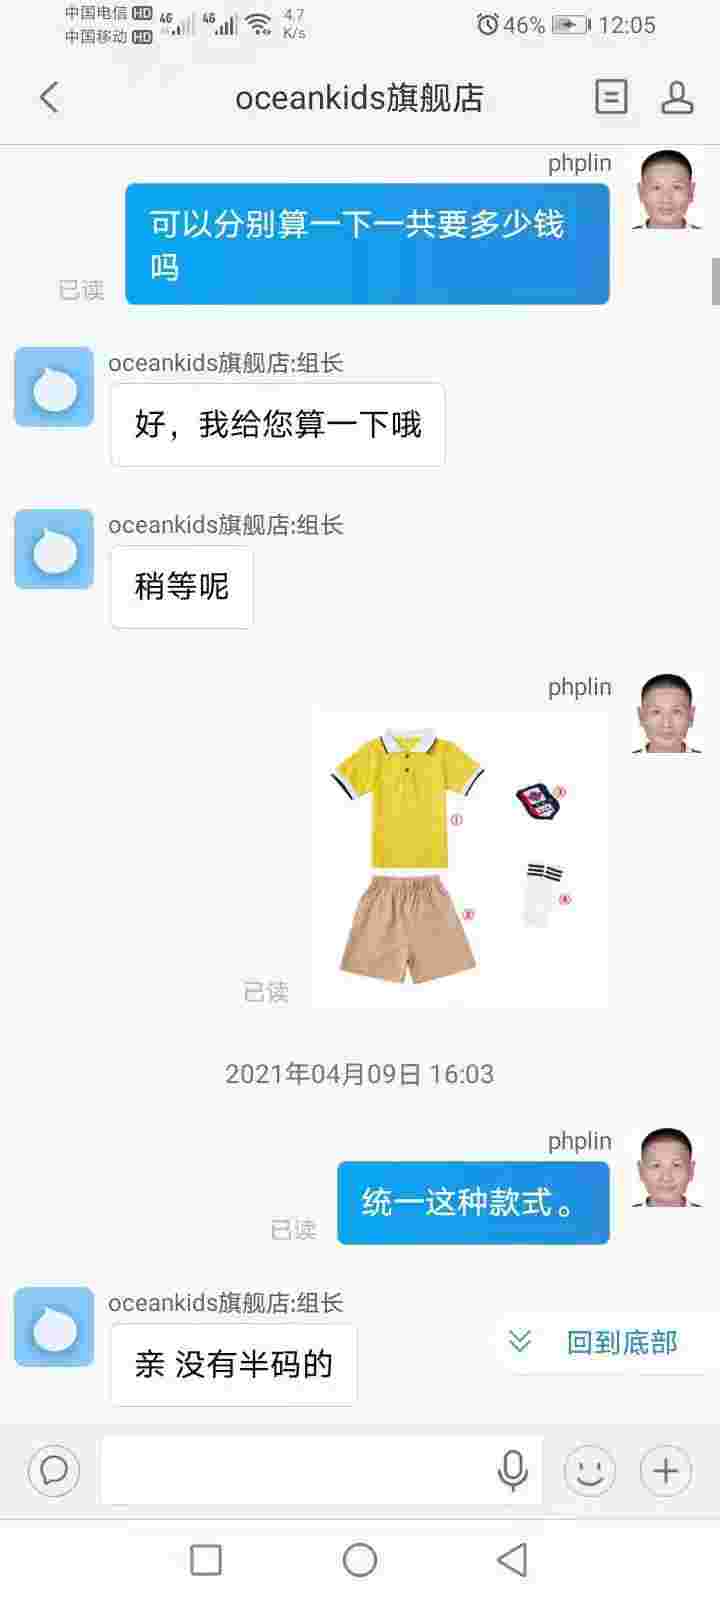 中国电信 HD 4G 4G 4.7 K/s 46% 12:05
中国移动 HD
oceankids旗舰店
phplin
可以分别算一下一共要多少钱
吗
已读
oceankids旗舰店:组长
好，我给您算一下哦
oceankids旗舰店:组长
稍等呢
phplin
①
②
④
已读
2021年04月09日 16:03
phplin
统一这种款式。
已读
oceankids旗舰店:组长
亲 没有半码的
回到底部